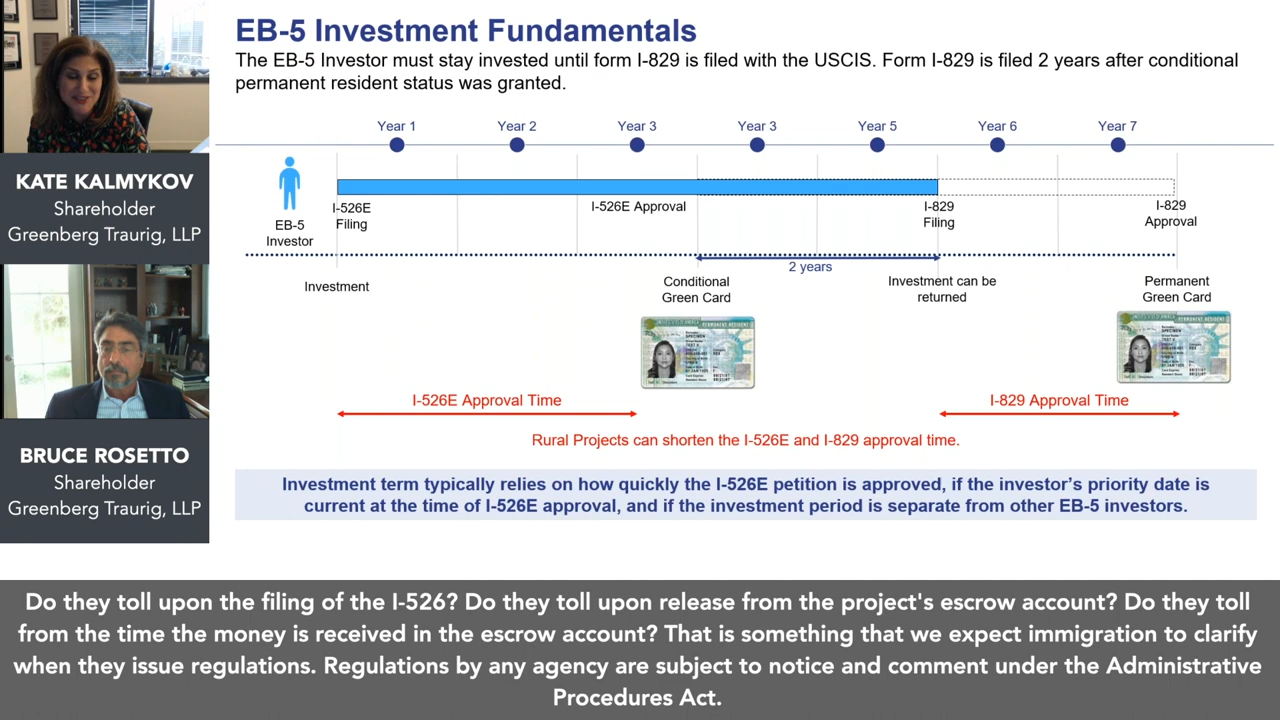 EB-5 Investment Fundamentals
The EB-5 Investor must stay invested until form I-829 is filed with the USCIS. Form I-829 is filed 2 years after conditional
permanent resident status was granted.
Year 1
Year 2
Year 3
Year 3
Year 5
Year 6
Year 7
KATE KALMYKOV
Shareholder
Greenberg Traurig, LLP
EB-5
Investor
I-526E
Filing
I-526E Approval
I-829
Filing
I-829
Approval
2 years
Investment
Conditional
Green Card
Investment can be
returned
Permanent
Green Card
I-526E Approval Time
I-829 Approval Time
Rural Projects can shorten the I-526E and I-829 approval time.
BRUCE ROSETTO
Shareholder
Greenberg Traurig, LLP
Investment term typically relies on how quickly the I-526E petition is approved, if the investor's priority date is
current at the time of I-526E approval, and if the investment period is separate from other EB-5 investors.
Do they toll upon the filing of the I-526? Do they toll upon release from the project's escrow account? Do they toll
from the time the money is received in the escrow account? That is something that we expect immigration to clarify
when they issue regulations. Regulations by any agency are subject to notice and comment under the Administrative
Procedures Act.